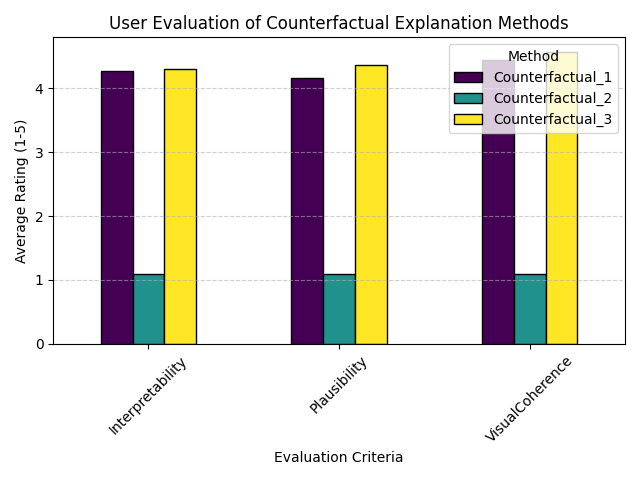 User Evaluation of Counterfactual Explanation Methods
Method
Counterfactual_1
Counterfactual_2
Counterfactual_3
Average Rating (1-5)
4
3
2
1
0
Interpretability
Plausibility
VisualCoherence
Evaluation Criteria